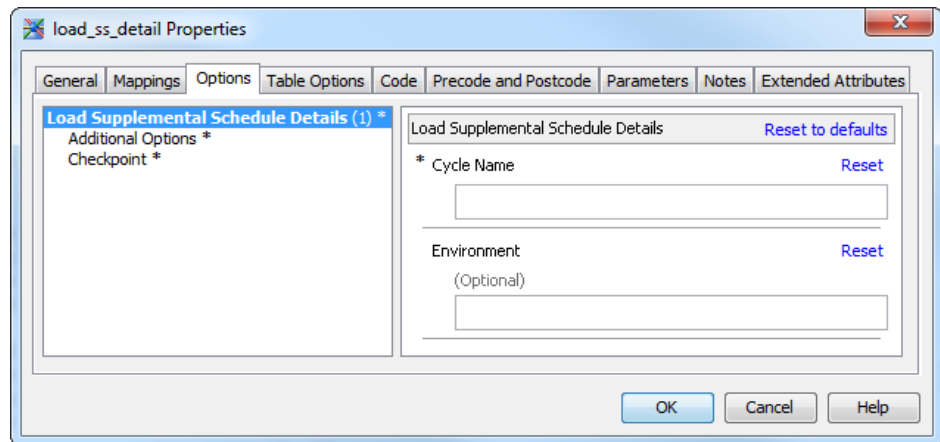 load_ss_detail Properties
General Mappings Options Table Options Code Precode and Postcode Parameters Notes Extended Attributes
Load Supplemental Schedule Details (1) *
Additional Options *
Checkpoint *
Load Supplemental Schedule Details Reset to defaults
* Cycle Name Reset
Environment Reset
(Optional)
OK Cancel Help